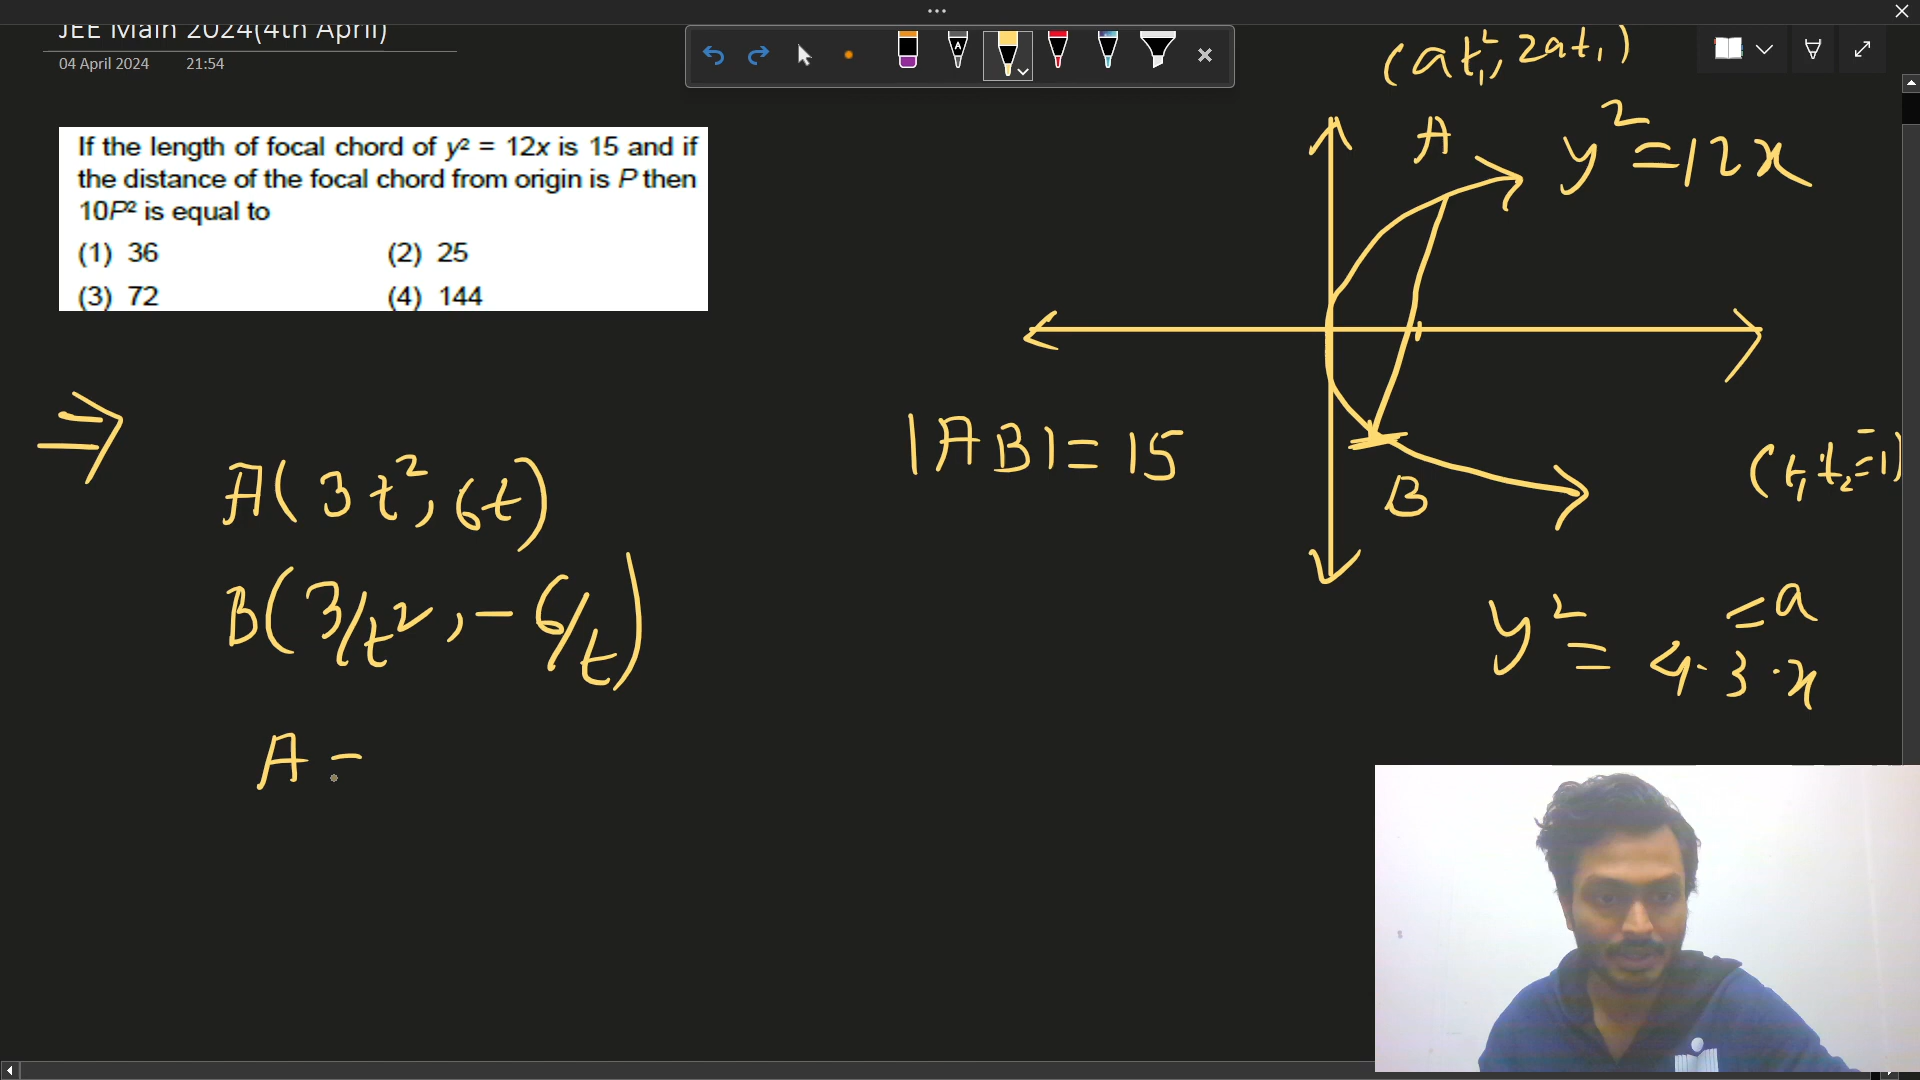 JEE Main 2024(4th April)
04 April 2024 21:54
If the length of focal chord of y² = 12x is 15 and if
the distance of the focal chord from origin is P then
10P² is equal to
(1) 36 (2) 25
(3) 72 (4) 144
(at₁², 2at₁)
A
y² = 12x
|AB| = 15
B
(t₁t₂ = -1)
A(3t², 6t)
B(3/t², -6/t)
= a
y² = 4·3·x
A =